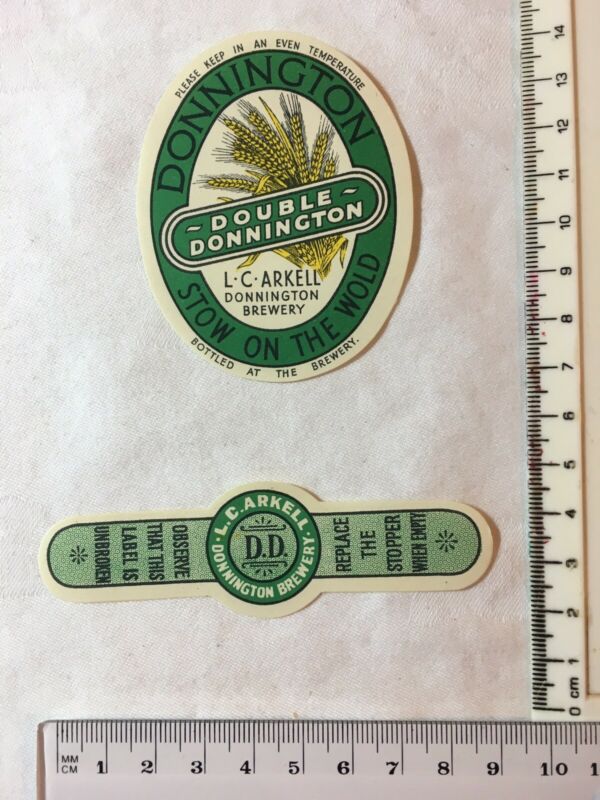 PLEASE KEEP IN AN EVEN TEMPERATURE
DONNINGTON
~ DOUBLE ~
DONNINGTON
L·C·ARKELL
DONNINGTON
BREWERY
STOW ON THE WOLD
BOTTLED AT THE BREWERY.
OBSERVE
THAT THIS
LABEL IS
UNBROKEN
·L.C.ARKELL·
D.D.
DONNINGTON BREWERY
REPLACE
THE
STOPPER
WHEN EMPTY
14
13
12
11
10
9
8
7
6
5
4
3
2
1
0 cm
MM
CM 1 2 3 4 5 6 7 8 9 10 1